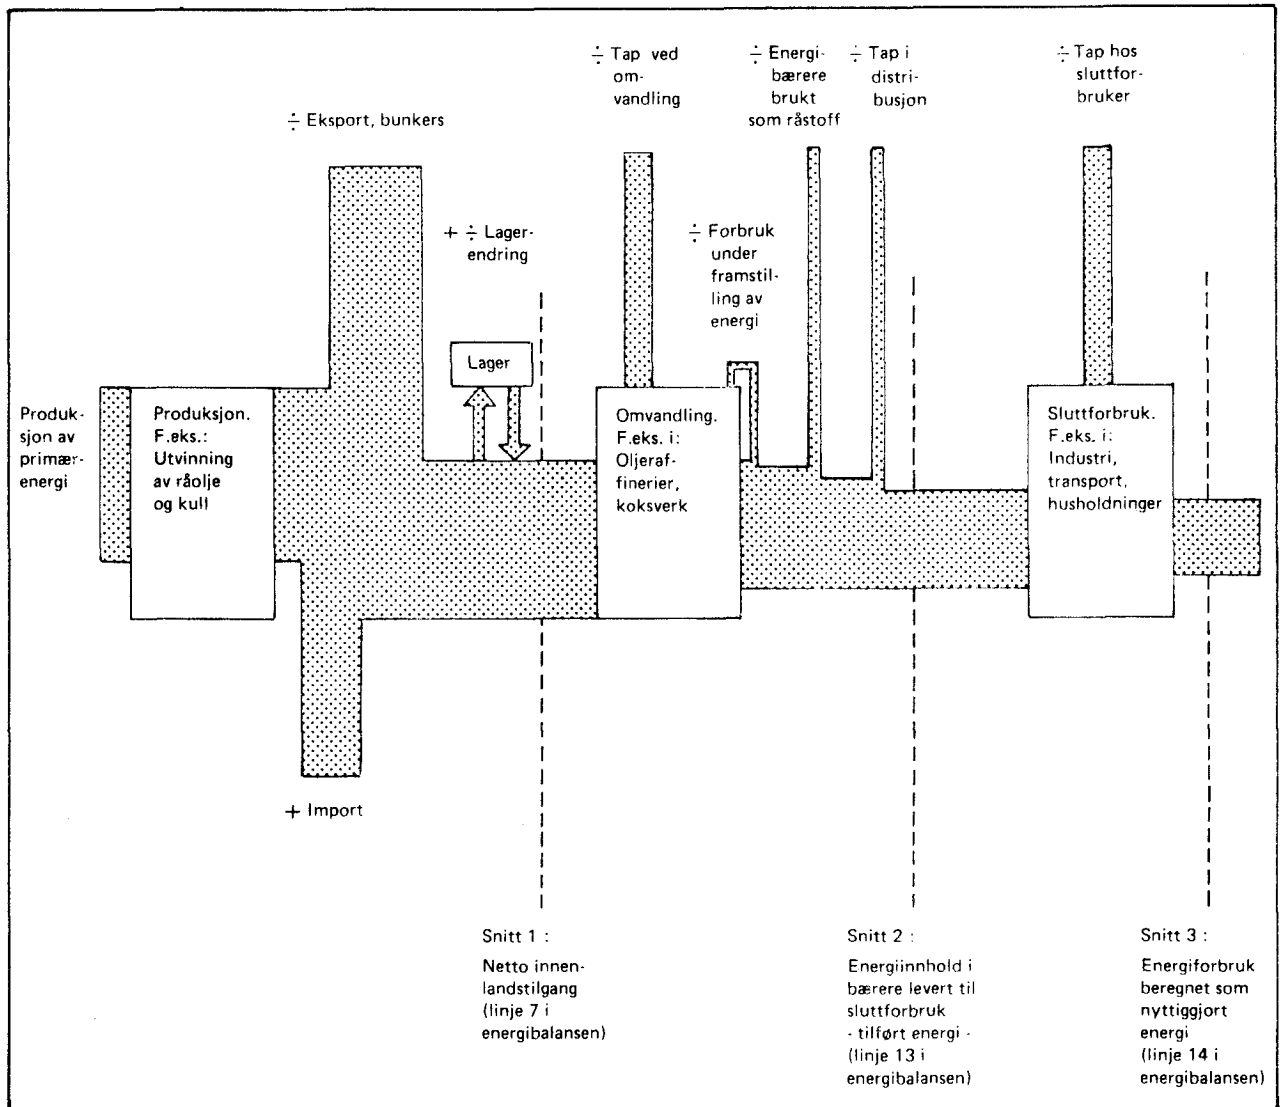 ÷ Tap ved
om-
vandling
÷ Energi-
bærere
brukt
som råstoff
÷ Tap i
distri-
busjon
÷ Tap hos
sluttfor-
bruker
÷ Eksport, bunkers
+ ÷ Lager-
endring
÷ Forbruk
under
framstil-
ling av
energi
Lager
Produk-
sjon av
primær-
energi
Produksjon.
F.eks.:
Utvinning
av råolje
og kull
Omvandling.
F.eks. i:
Oljeraf-
finerier,
koksverk
Sluttforbruk.
F.eks. i:
Industri,
transport,
husholdninger
+ Import
Snitt 1 :
Netto innen-
landstilgang
(linje 7 i
energibalansen)
Snitt 2 :
Energiinnhold i
bærere levert til
sluttforbruk
- tilført energi -
(linje 13 i
energibalansen)
Snitt 3 :
Energiforbruk
beregnet som
nyttiggjort
energi
(linje 14 i
energibalansen)